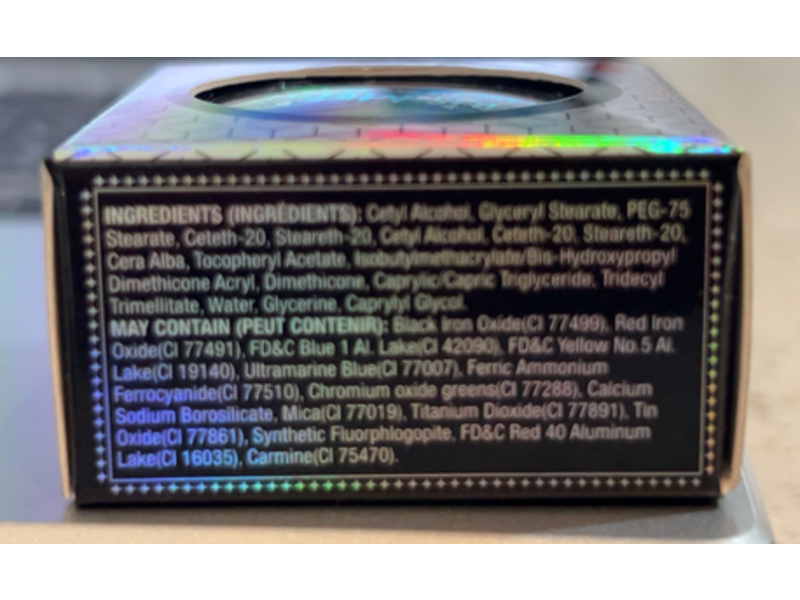 INGREDIENTS (INGRÉDIENTS): Cetyl Alcohol, Glyceryl Stearate, PEG-75
Stearate, Ceteth-20, Steareth-20, Cetyl Alcohol, Ceteth-20, Steareth-20,
Cera Alba, Tocopheryl Acetate, Isobutylmethacrylate/Bis-Hydroxypropyl
Dimethicone Acryl, Dimethicone, Caprylic/Capric Triglyceride, Tridecyl
Trimellitate, Water, Glycerine, Caprylyl Glycol.
MAY CONTAIN (PEUT CONTENIR): Black Iron Oxide(CI 77499), Red Iron
Oxide(CI 77491), FD&C Blue 1 Al. Lake(CI 42090), FD&C Yellow No.5 Al.
Lake(CI 19140), Ultramarine Blue(CI 77007), Ferric Ammonium
Ferrocyanide(CI 77510), Chromium oxide greens(CI 77288), Calcium
Sodium Borosilicate, Mica(CI 77019), Titanium Dioxide(CI 77891), Tin
Oxide(CI 77861), Synthetic Fluorphlogopite, FD&C Red 40 Aluminum
Lake(CI 16035), Carmine(CI 75470).